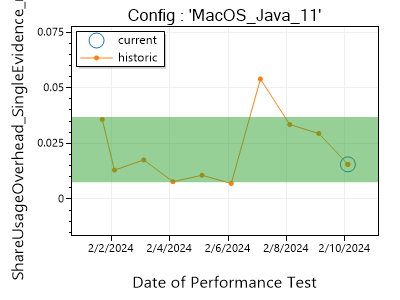 Config : 'MacOS_Java_11'
ShareUsageOverhead_SingleEvidence_
0.075
0.05
0.025
0
current
historic
2/2/2024
2/4/2024
2/6/2024
2/8/2024
2/10/2024
Date of Performance Test